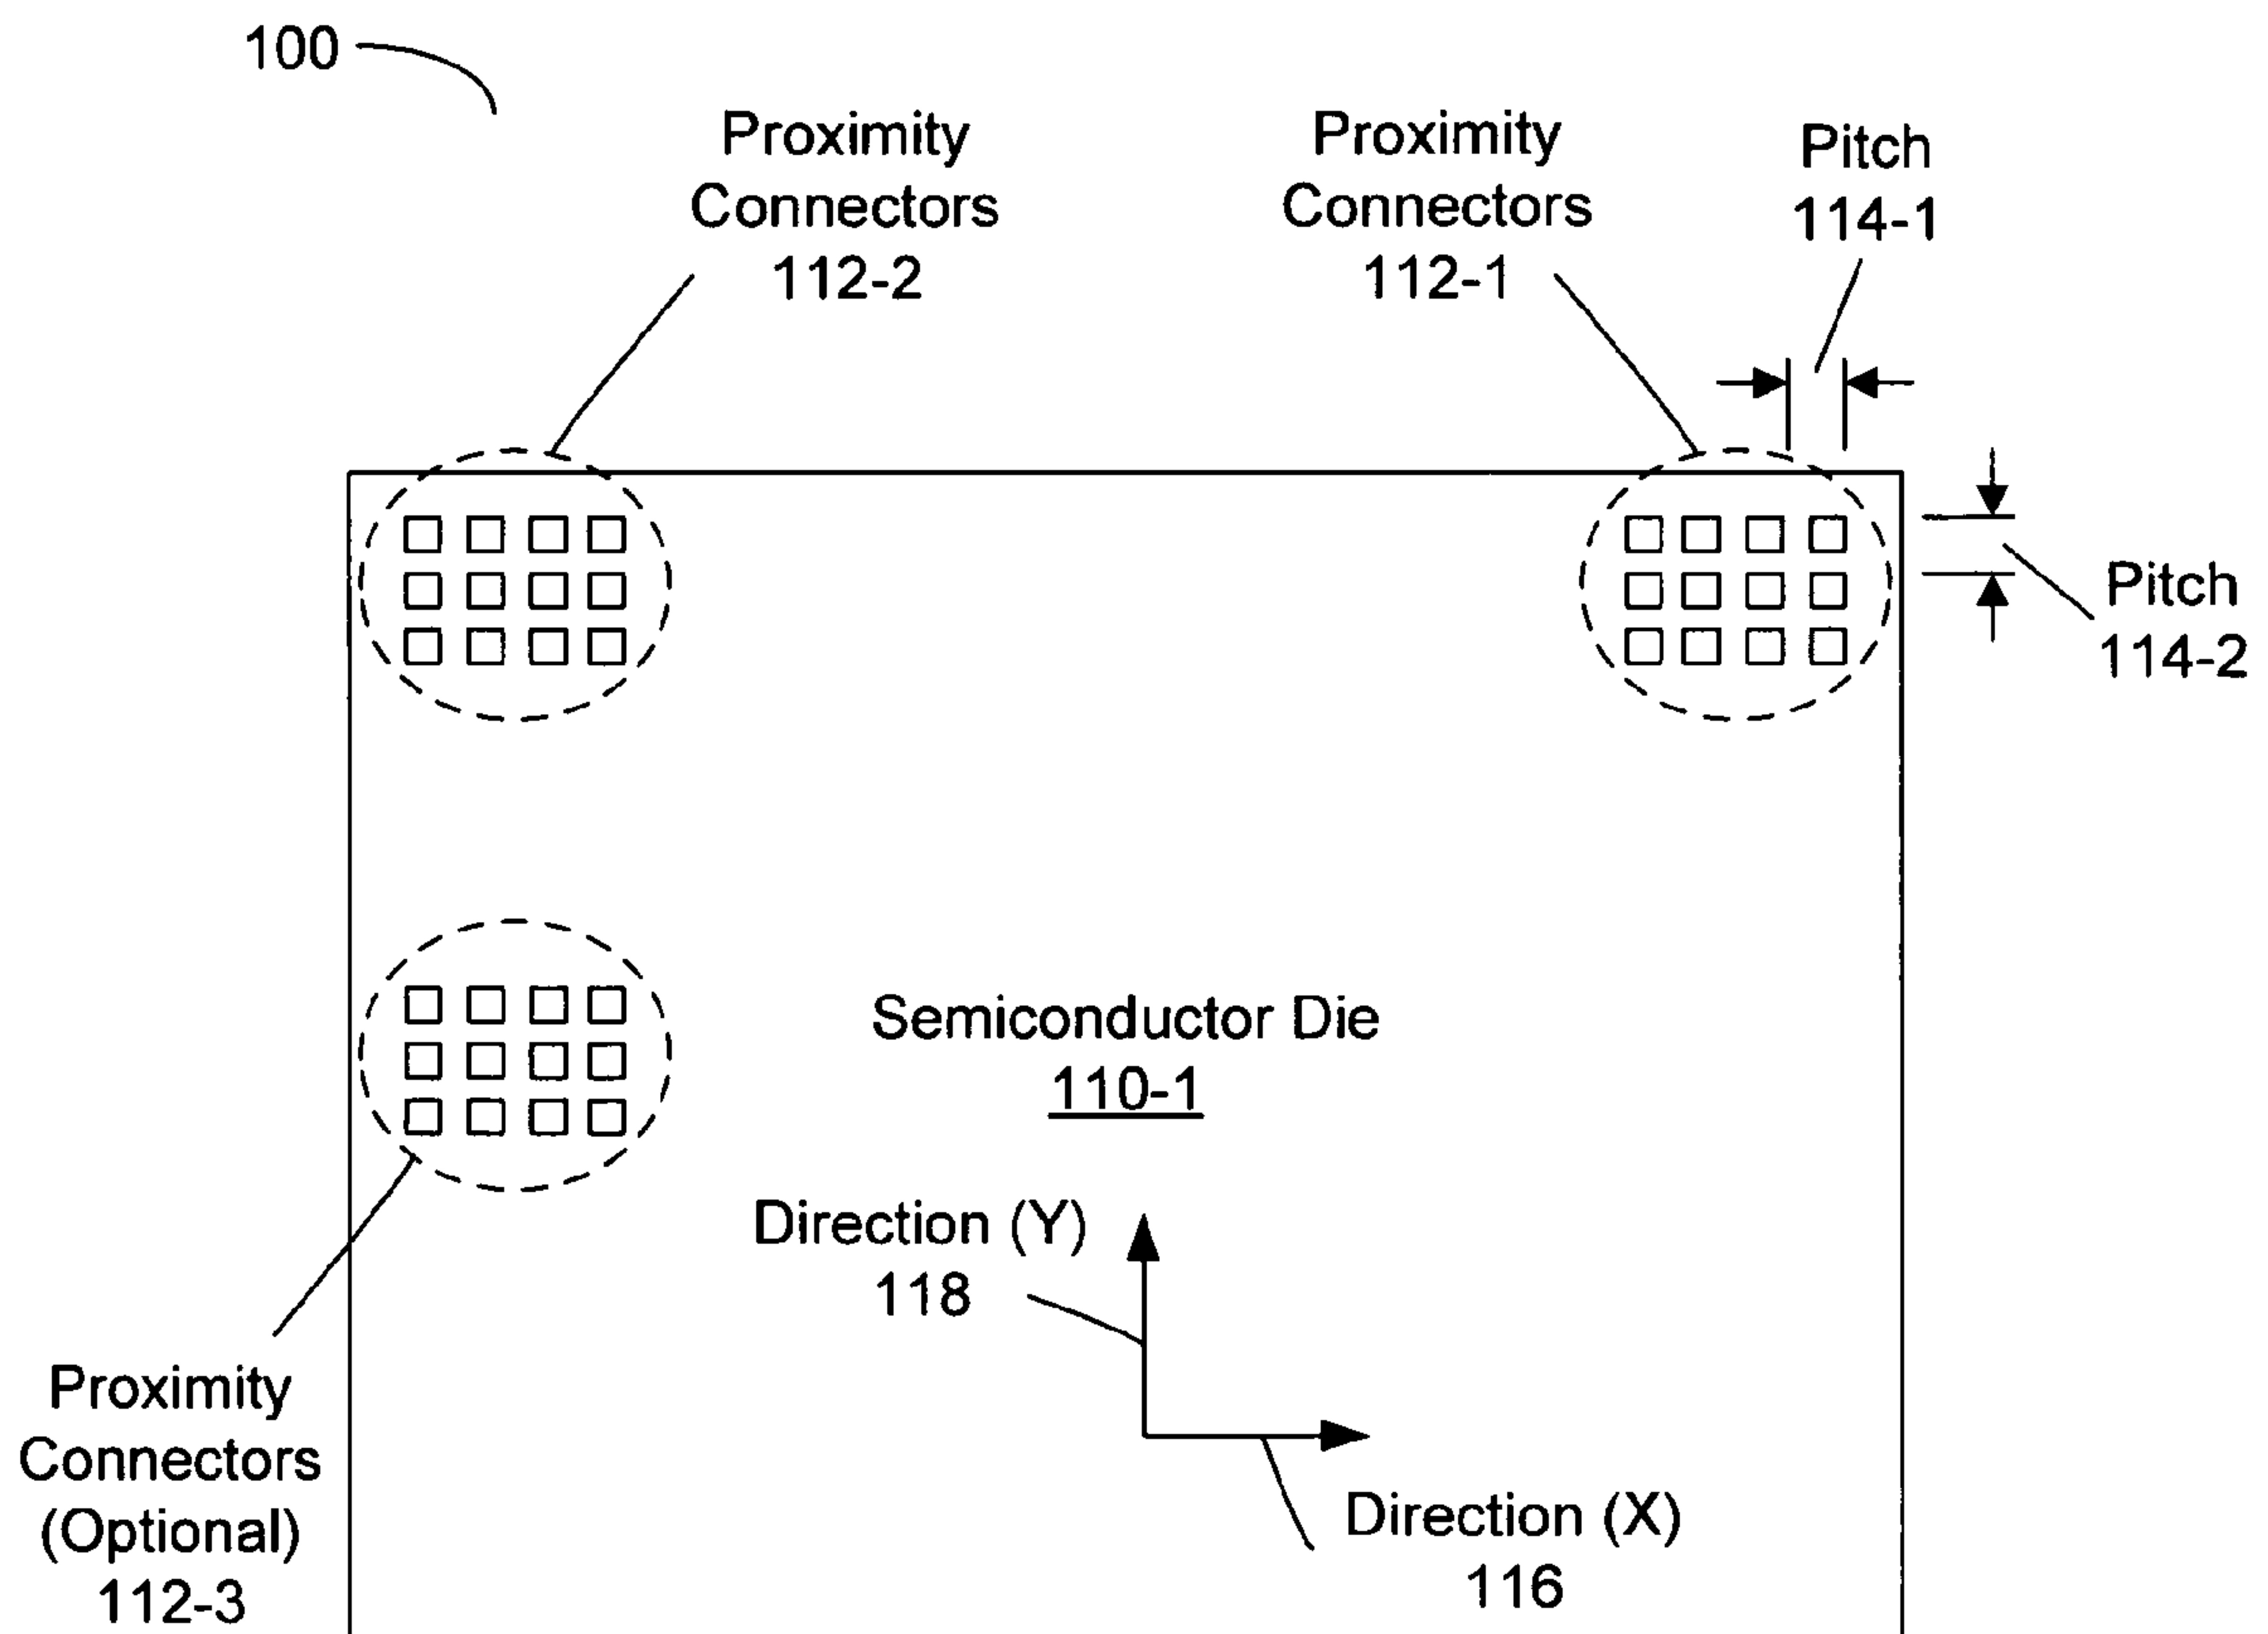 100
Proximity
Connectors
112-2
Proximity
Connectors
112-1
Pitch
114-1
Pitch
114-2
Semiconductor Die
110-1
Direction (Y)
118
Direction (X)
116
Proximity
Connectors
(Optional)
112-3